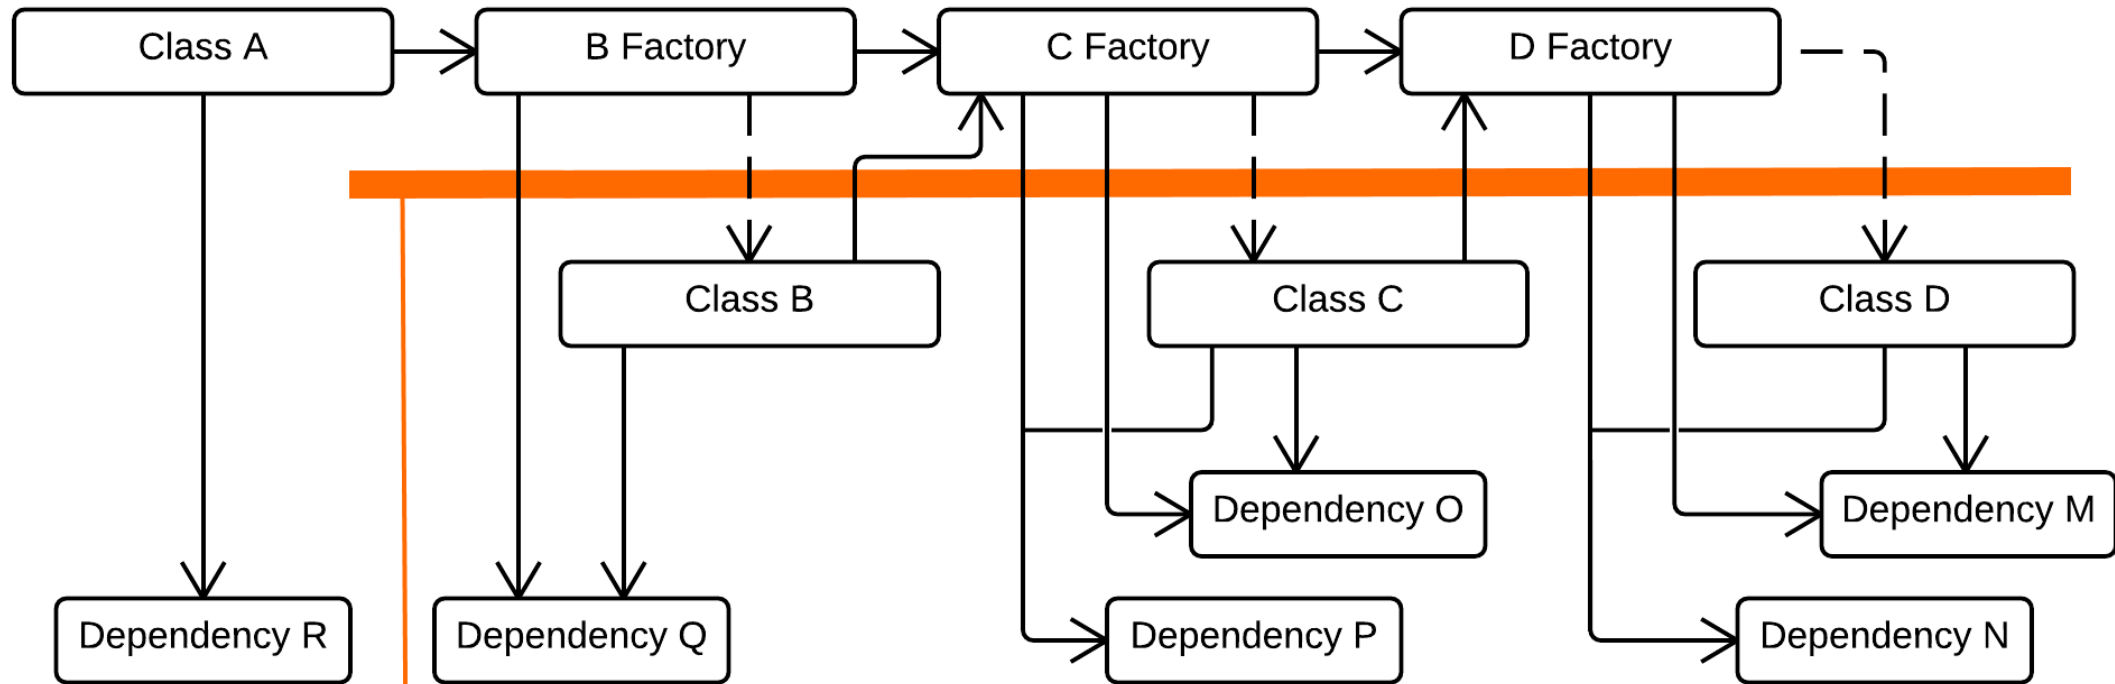 Class A
B Factory
C Factory
D Factory
Class B
Class C
Class D
Dependency O
Dependency M
Dependency R
Dependency Q
Dependency P
Dependency N